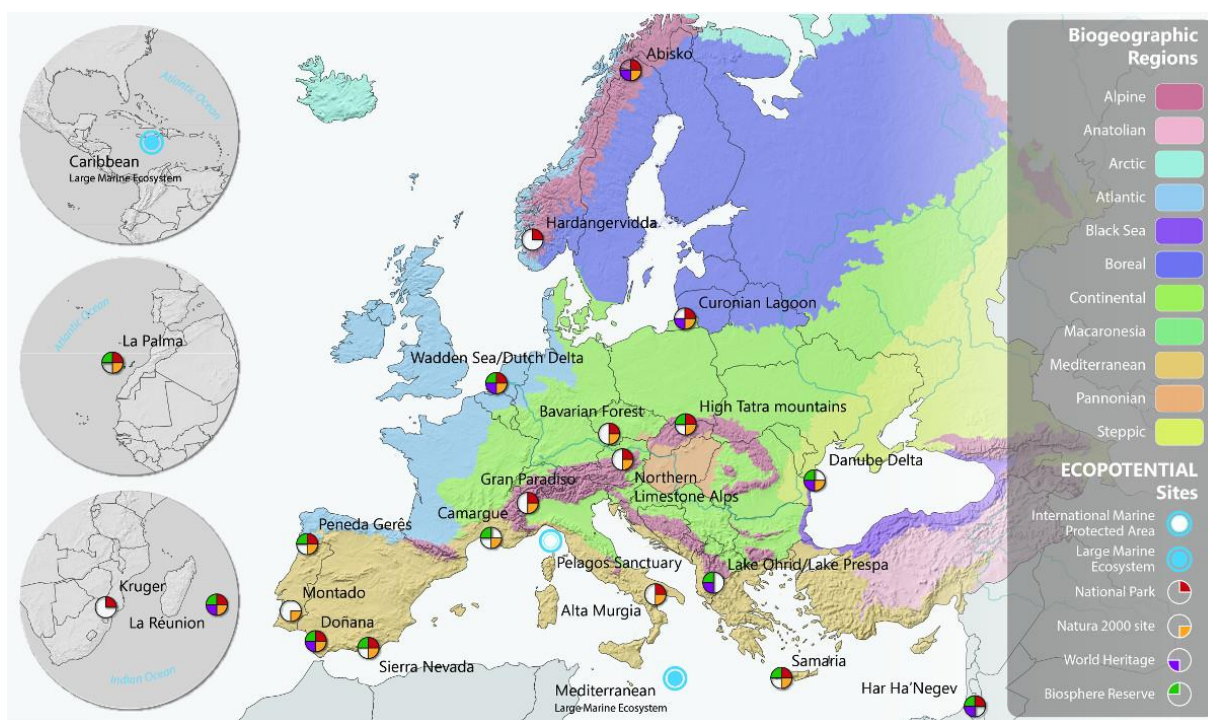 Atlantic Ocean
Caribbean
Large Marine Ecosystem
Atlantic Ocean
La Palma
Kruger
La Réunion
Indian Ocean
Abisko
Hardangervidda
Curonian Lagoon
Wadden Sea/Dutch Delta
Bavarian Forest
High Tatra mountains
Danube Delta
Gran Paradiso
Northern
Limestone Alps
Camargue
Peneda Gerês
Pelagos Sanctuary
Lake Ohrid/Lake Prespa
Montado
Alta Murgia
Doñana
Sierra Nevada
Samaria
Mediterranean
Large Marine Ecosystem
Har Ha'Negev
Biogeographic
Regions
Alpine
Anatolian
Arctic
Atlantic
Black Sea
Boreal
Continental
Macaronesia
Mediterranean
Pannonian
Steppic
ECOPOTENTIAL
Sites
International Marine
Protected Area
Large Marine
Ecosystem
National Park
Natura 2000 site
World Heritage
Biosphere Reserve